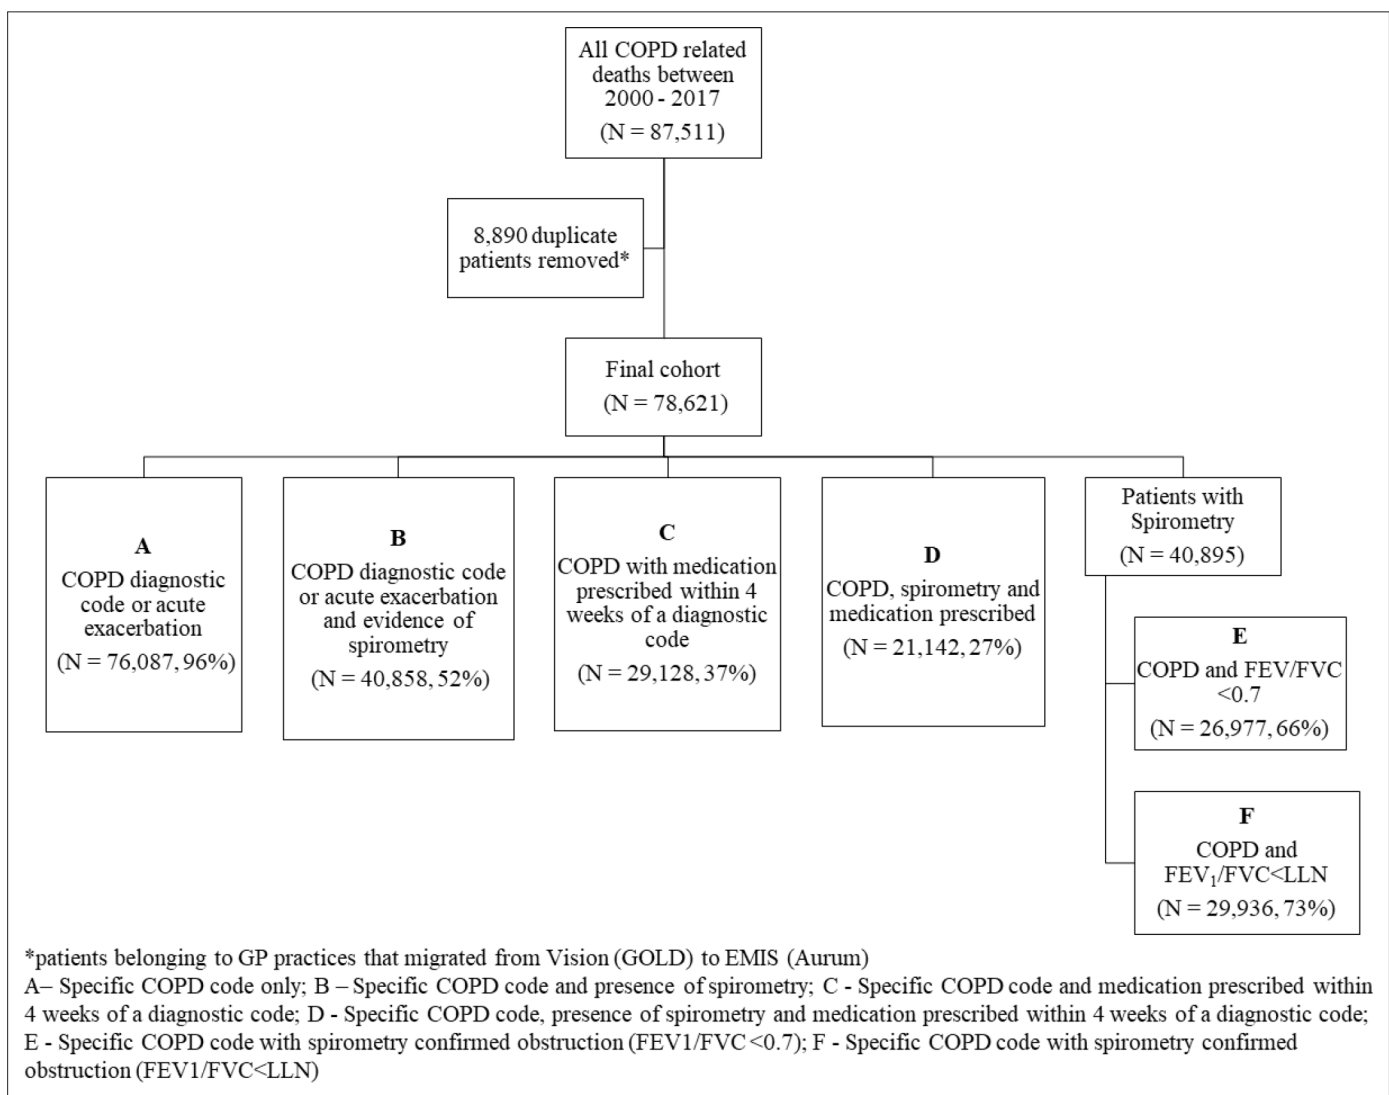 All COPD related
deaths between
2000 - 2017
(N = 87,511)
8,890 duplicate
patients removed*
Final cohort
(N = 78,621)
A
COPD diagnostic
code or acute
exacerbation
(N = 76,087, 96%)
B
COPD diagnostic code
or acute exacerbation
and evidence of
spirometry
(N = 40,858, 52%)
C
COPD with medication
prescribed within 4
weeks of a diagnostic
code
(N = 29,128, 37%)
D
COPD, spirometry and
medication prescribed
(N = 21,142, 27%)
Patients with
Spirometry
(N = 40,895)
E
COPD and FEV/FVC
<0.7
(N = 26,977, 66%)
F
COPD and
FEV₁/FVC<LLN
(N = 29,936, 73%)
*patients belonging to GP practices that migrated from Vision (GOLD) to EMIS (Aurum)
A– Specific COPD code only; B – Specific COPD code and presence of spirometry; C - Specific COPD code and medication prescribed within
4 weeks of a diagnostic code; D - Specific COPD code, presence of spirometry and medication prescribed within 4 weeks of a diagnostic code;
E - Specific COPD code with spirometry confirmed obstruction (FEV1/FVC <0.7); F - Specific COPD code with spirometry confirmed
obstruction (FEV1/FVC<LLN)